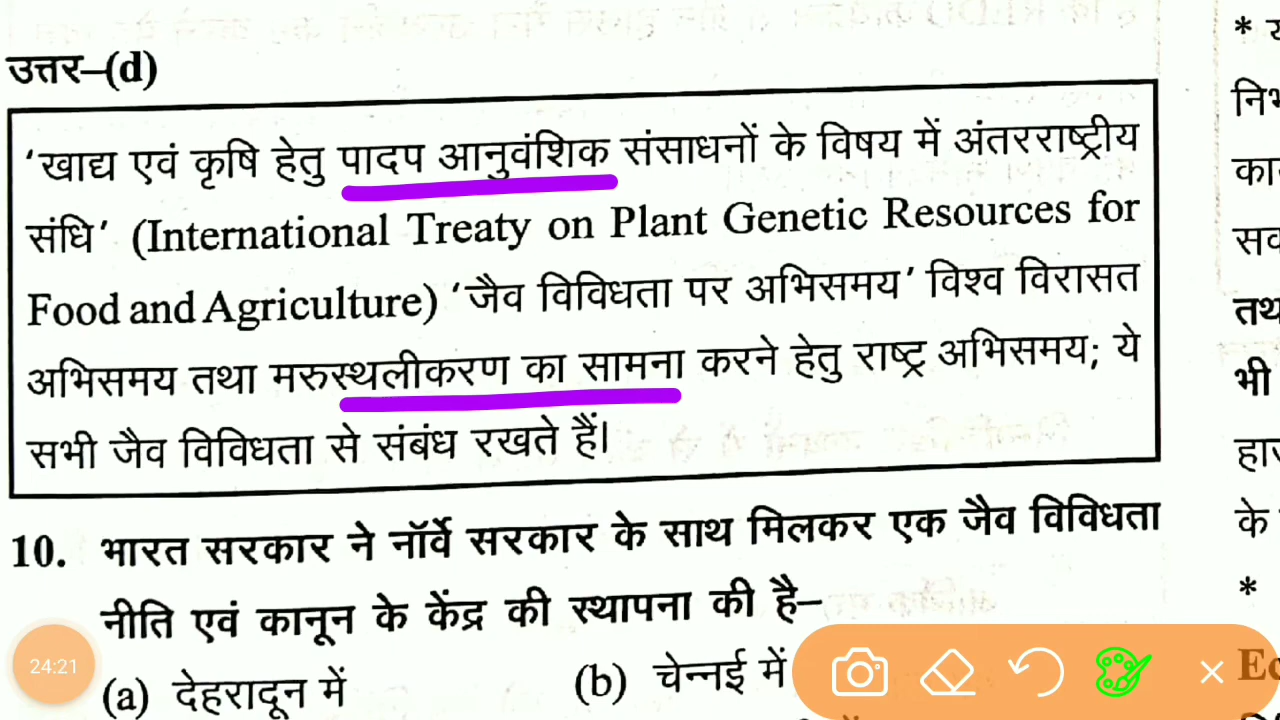 उत्तर–(d)
‘खाद्य एवं कृषि हेतु पादप आनुवंशिक संसाधनों के विषय में अंतरराष्ट्रीय
संधि’ (International Treaty on Plant Genetic Resources for
Food and Agriculture) ‘जैव विविधता पर अभिसमय’ विश्व विरासत
अभिसमय तथा मरुस्थलीकरण का सामना करने हेतु राष्ट्र अभिसमय; ये
सभी जैव विविधता से संबंध रखते हैं।
10. भारत सरकार ने नॉर्वे सरकार के साथ मिलकर एक जैव विविधता
नीति एवं कानून के केंद्र की स्थापना की है–
(a) देहरादून में (b) चेन्नई में
24:21
*
तथ
भी
के
*